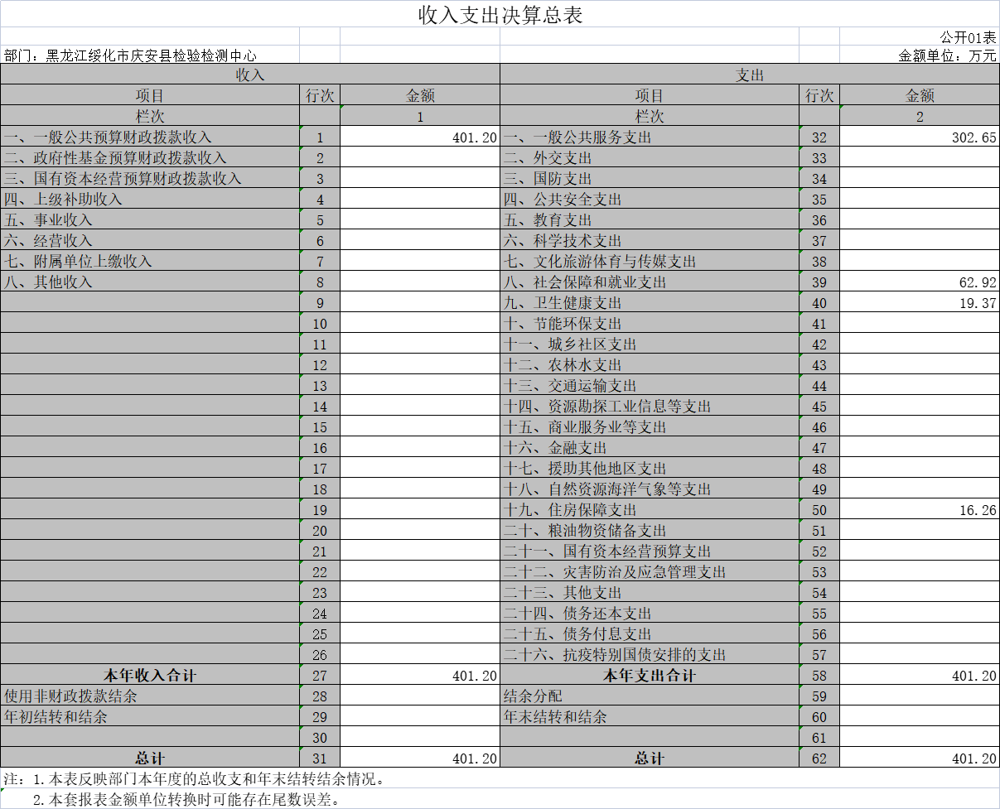 收入支出决算总表
公开01表
部门：黑龙江绥化市庆安县检验检测中心 金额单位：万元
收入 支出
项目 行次 金额 项目 行次 金额
栏次 1 栏次 2
一、一般公共预算财政拨款收入 1 401.20 一、一般公共服务支出 32 302.65
二、政府性基金预算财政拨款收入 2 二、外交支出 33
三、国有资本经营预算财政拨款收入 3 三、国防支出 34
四、上级补助收入 4 四、公共安全支出 35
五、事业收入 5 五、教育支出 36
六、经营收入 6 六、科学技术支出 37
七、附属单位上缴收入 7 七、文化旅游体育与传媒支出 38
八、其他收入 8 八、社会保障和就业支出 39 62.92
9 九、卫生健康支出 40 19.37
10 十、节能环保支出 41
11 十一、城乡社区支出 42
12 十二、农林水支出 43
13 十三、交通运输支出 44
14 十四、资源勘探工业信息等支出 45
15 十五、商业服务业等支出 46
16 十六、金融支出 47
17 十七、援助其他地区支出 48
18 十八、自然资源海洋气象等支出 49
19 十九、住房保障支出 50 16.26
20 二十、粮油物资储备支出 51
21 二十一、国有资本经营预算支出 52
22 二十二、灾害防治及应急管理支出 53
23 二十三、其他支出 54
24 二十四、债务还本支出 55
25 二十五、债务付息支出 56
26 二十六、抗疫特别国债安排的支出 57
本年收入合计 27 401.20 本年支出合计 58 401.20
使用非财政拨款结余 28 结余分配 59
年初结转和结余 29 年末结转和结余 60
30 61
总计 31 401.20 总计 62 401.20
注：1.本表反映部门本年度的总收支和年末结转结余情况。
2.本套报表金额单位转换时可能存在尾数误差。